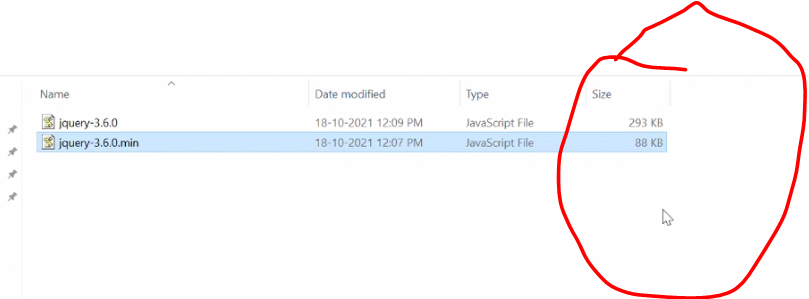 Name Date modified Type Size
jquery-3.6.0 18-10-2021 12:09 PM JavaScript File 293 KB
jquery-3.6.0.min 18-10-2021 12:07 PM JavaScript File 88 KB